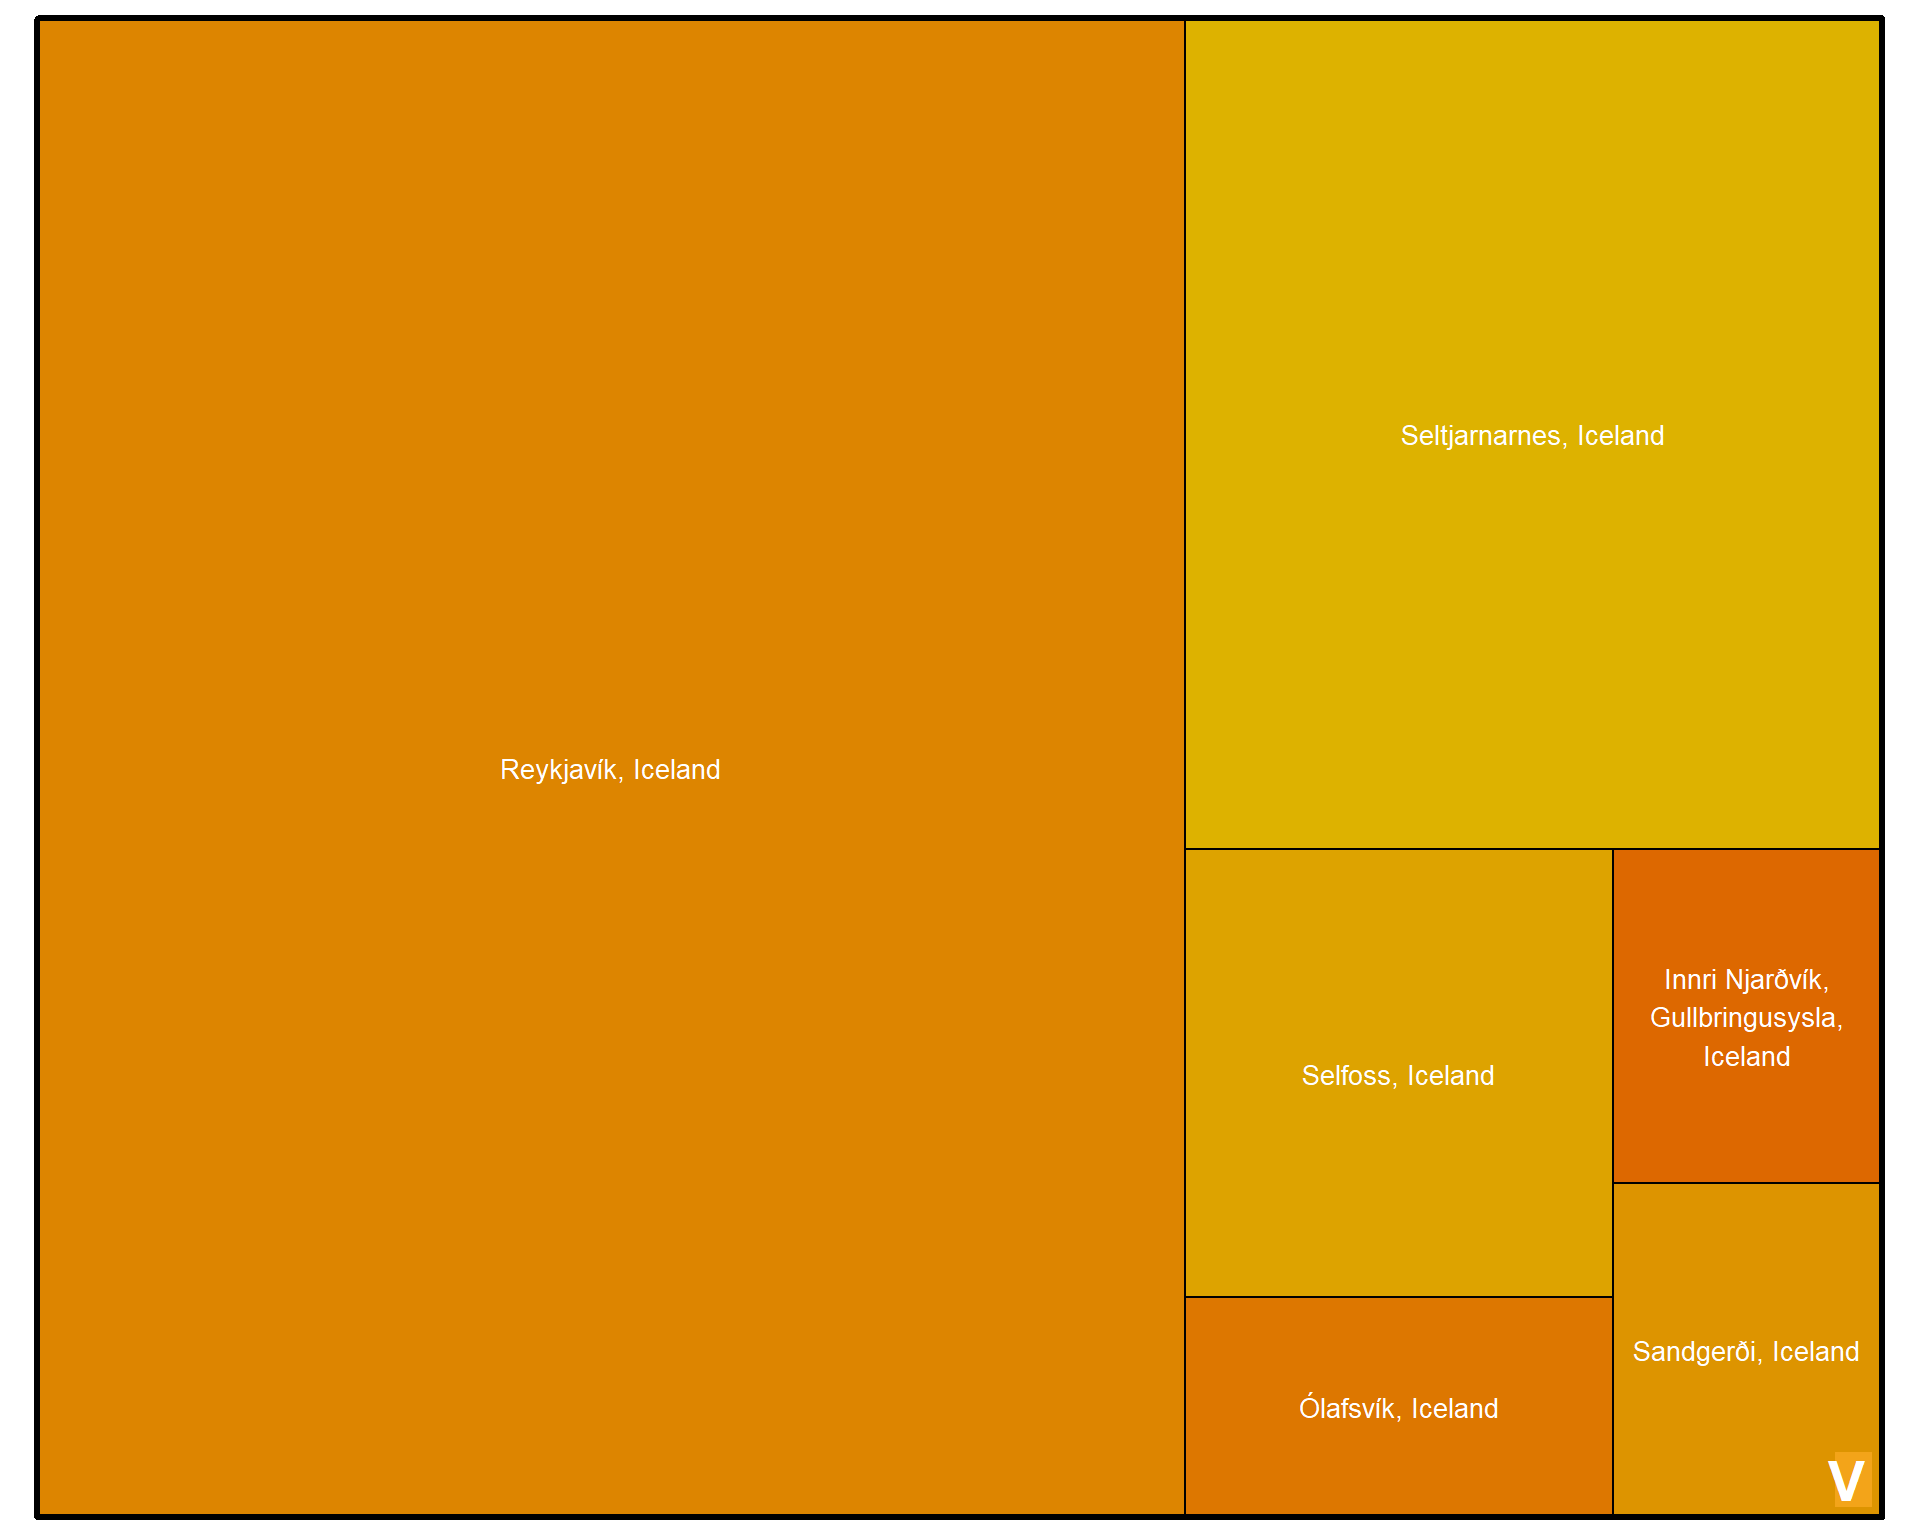 Reykjavík, Iceland
Seltjarnarnes, Iceland
Selfoss, Iceland
Innri Njarðvík,
Gullbringusysla,
Iceland
Ólafsvík, Iceland
Sandgerði, Iceland
V